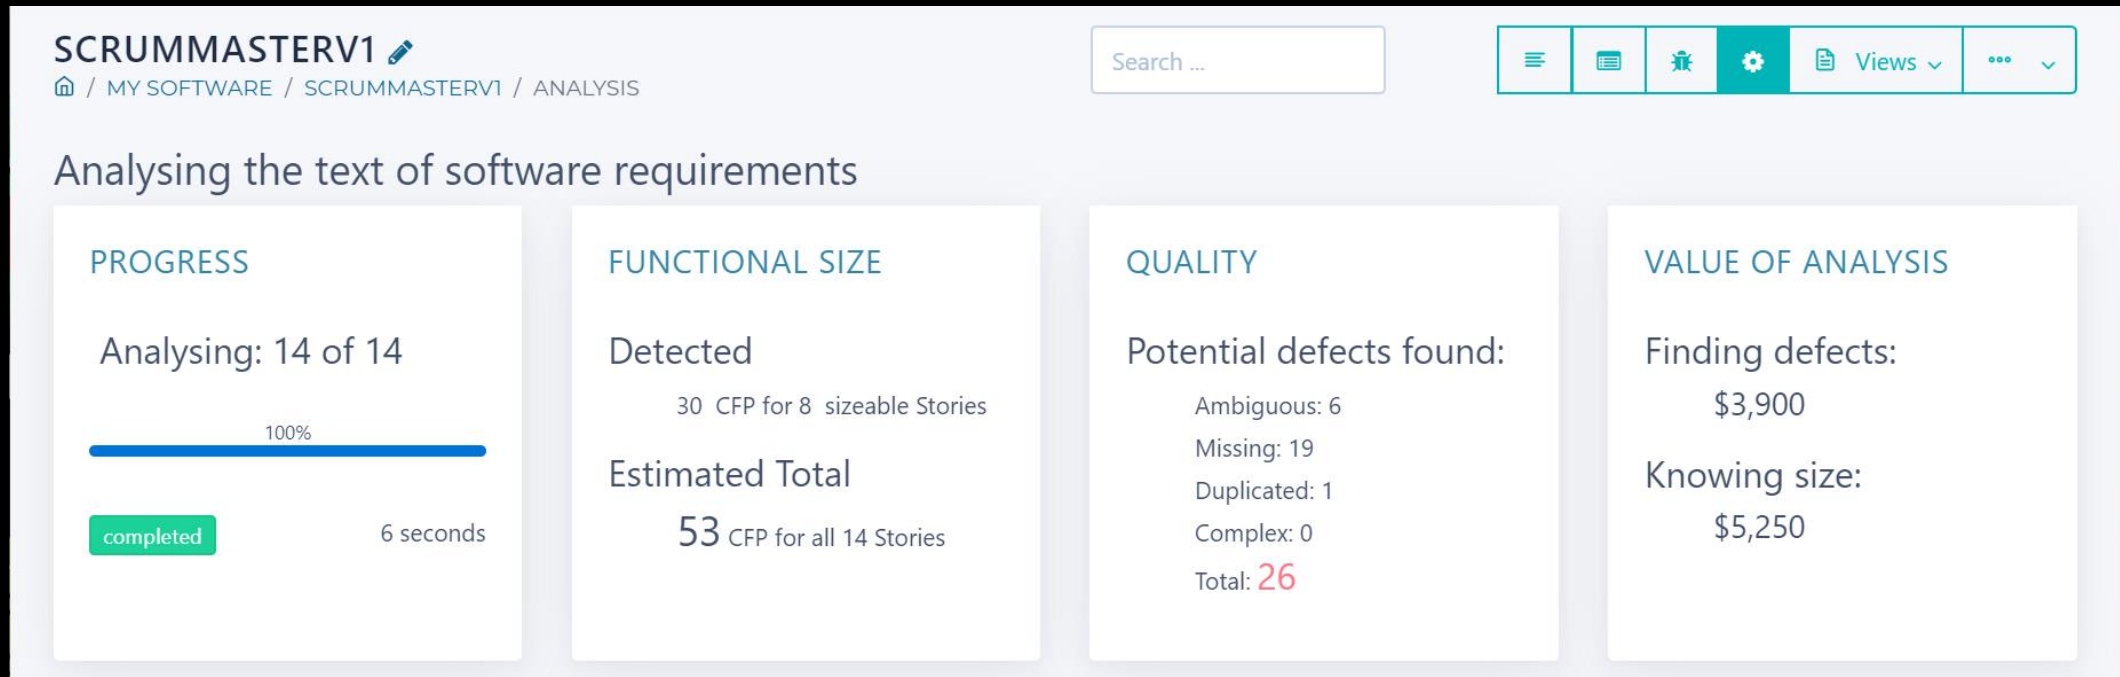 SCRUMMASTERV1
Search ...
Views
/ MY SOFTWARE / SCRUMMASTERV1 / ANALYSIS
Analysing the text of software requirements
PROGRESS
Analysing: 14 of 14
100%
completed
6 seconds
FUNCTIONAL SIZE
Detected
30 CFP for 8 sizeable Stories
Estimated Total
53 CFP for all 14 Stories
QUALITY
Potential defects found:
Ambiguous: 6
Missing: 19
Duplicated: 1
Complex: 0
Total: 26
VALUE OF ANALYSIS
Finding defects:
$3,900
Knowing size:
$5,250